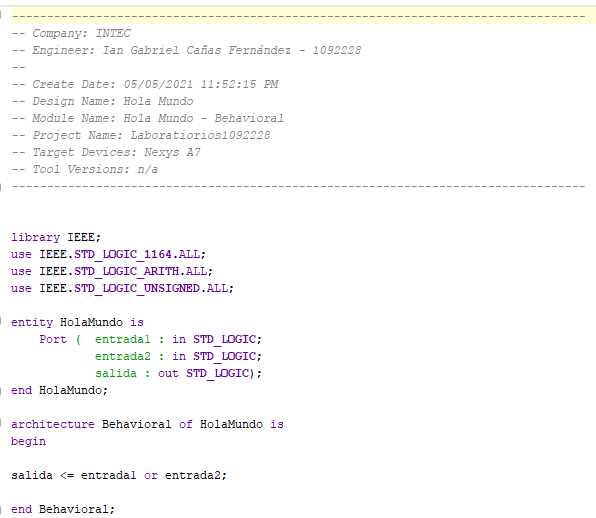 ----------------------------------------------------------------------------------
-- Company: INTEC
-- Engineer: Ian Gabriel Cañas Fernández - 1092228
--
-- Create Date: 05/05/2021 11:52:15 PM
-- Design Name: Hola Mundo
-- Module Name: Hola Mundo - Behavioral
-- Project Name: Laboratiorios1092228
-- Target Devices: Nexys A7
-- Tool Versions: n/a
----------------------------------------------------------------------------------
library IEEE;
use IEEE.STD_LOGIC_1164.ALL;
use IEEE.STD_LOGIC_ARITH.ALL;
use IEEE.STD_LOGIC_UNSIGNED.ALL;
entity HolaMundo is
Port ( entrada1 : in STD_LOGIC;
entrada2 : in STD_LOGIC;
salida : out STD_LOGIC);
end HolaMundo;
architecture Behavioral of HolaMundo is
begin
salida <= entrada1 or entrada2;
end Behavioral;